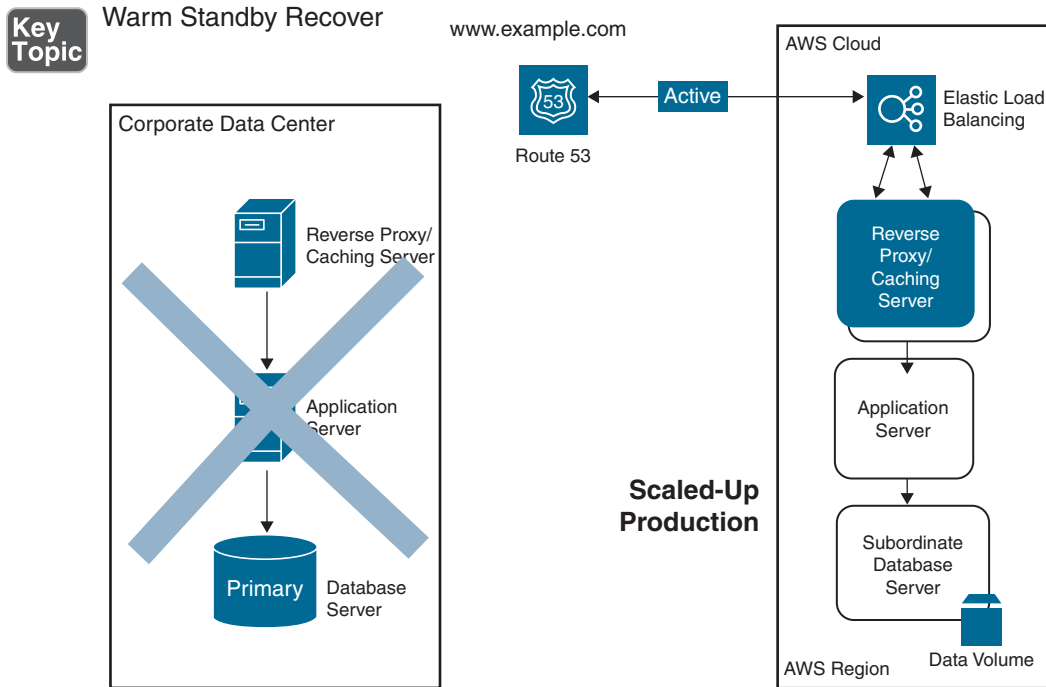 Key
Topic
Warm Standby Recover
www.example.com
Corporate Data Center
Reverse Proxy/
Caching Server
Application
Server
Primary
Database
Server
53
Route 53
Active
Scaled-Up
Production
AWS Cloud
Elastic Load
Balancing
Reverse
Proxy/
Caching
Server
Application
Server
Subordinate
Database
Server
Data Volume
AWS Region